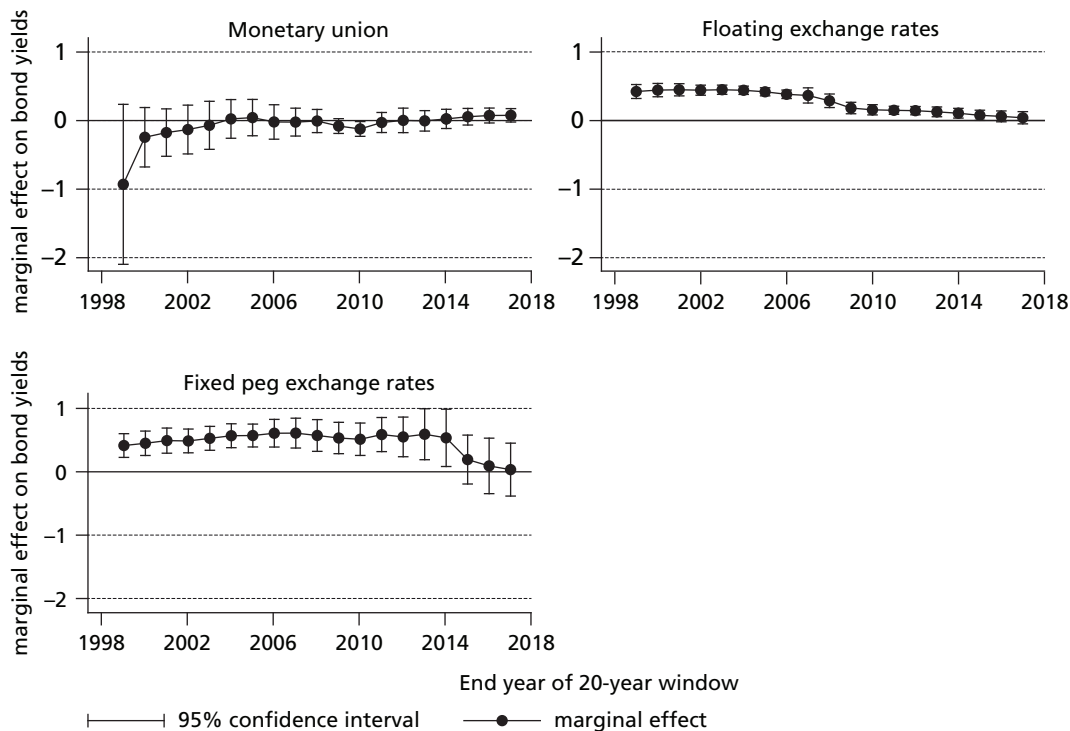 Monetary union
marginal effect on bond yields
1
0
−1
−2
1998 2002 2006 2010 2014 2018
Floating exchange rates
1
0
−1
−2
1998 2002 2006 2010 2014 2018
Fixed peg exchange rates
marginal effect on bond yields
1
0
−1
−2
1998 2002 2006 2010 2014 2018
End year of 20-year window
95% confidence interval marginal effect